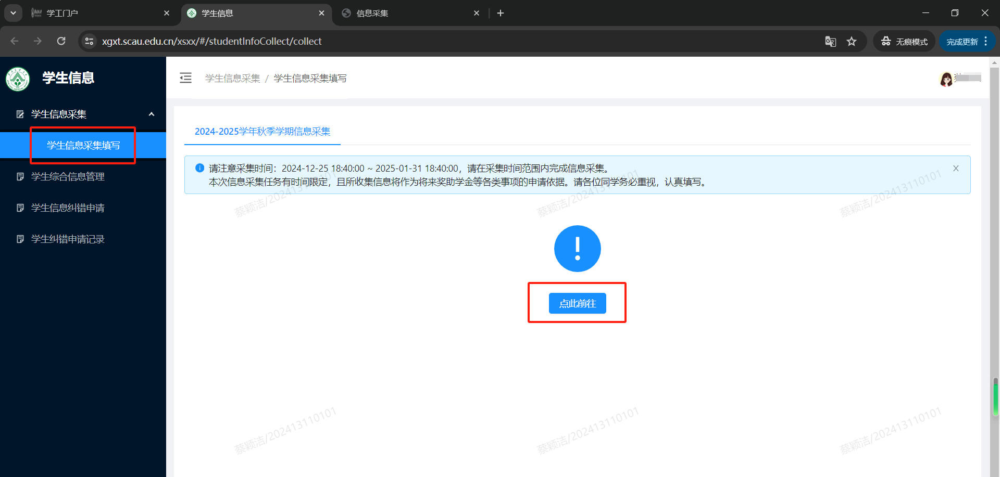 学工门户
学生信息
信息采集
xgxt.scau.edu.cn/xsxx/#/studentInfoCollect/collect
无痕模式
完成更新
学生信息
学生信息采集 / 学生信息采集填写
学生信息采集
学生信息采集填写
学生综合信息管理
学生信息纠错申请
学生纠错申请记录
2024-2025学年秋季学期信息采集
请注意采集时间：2024-12-25 18:40:00 ~ 2025-01-31 18:40:00，请在采集时间范围内完成信息采集。
本次信息采集任务有时间限定，且所收集信息将作为将来奖助学金等各类事项的申请依据。请各位同学务必重视，认真填写。
蔡颖洁/202413110101
蔡颖洁/202413110101
蔡颖洁/202413110101
点此前往
蔡颖洁/202413110101
蔡颖洁/202413110101
蔡颖洁/202413110101